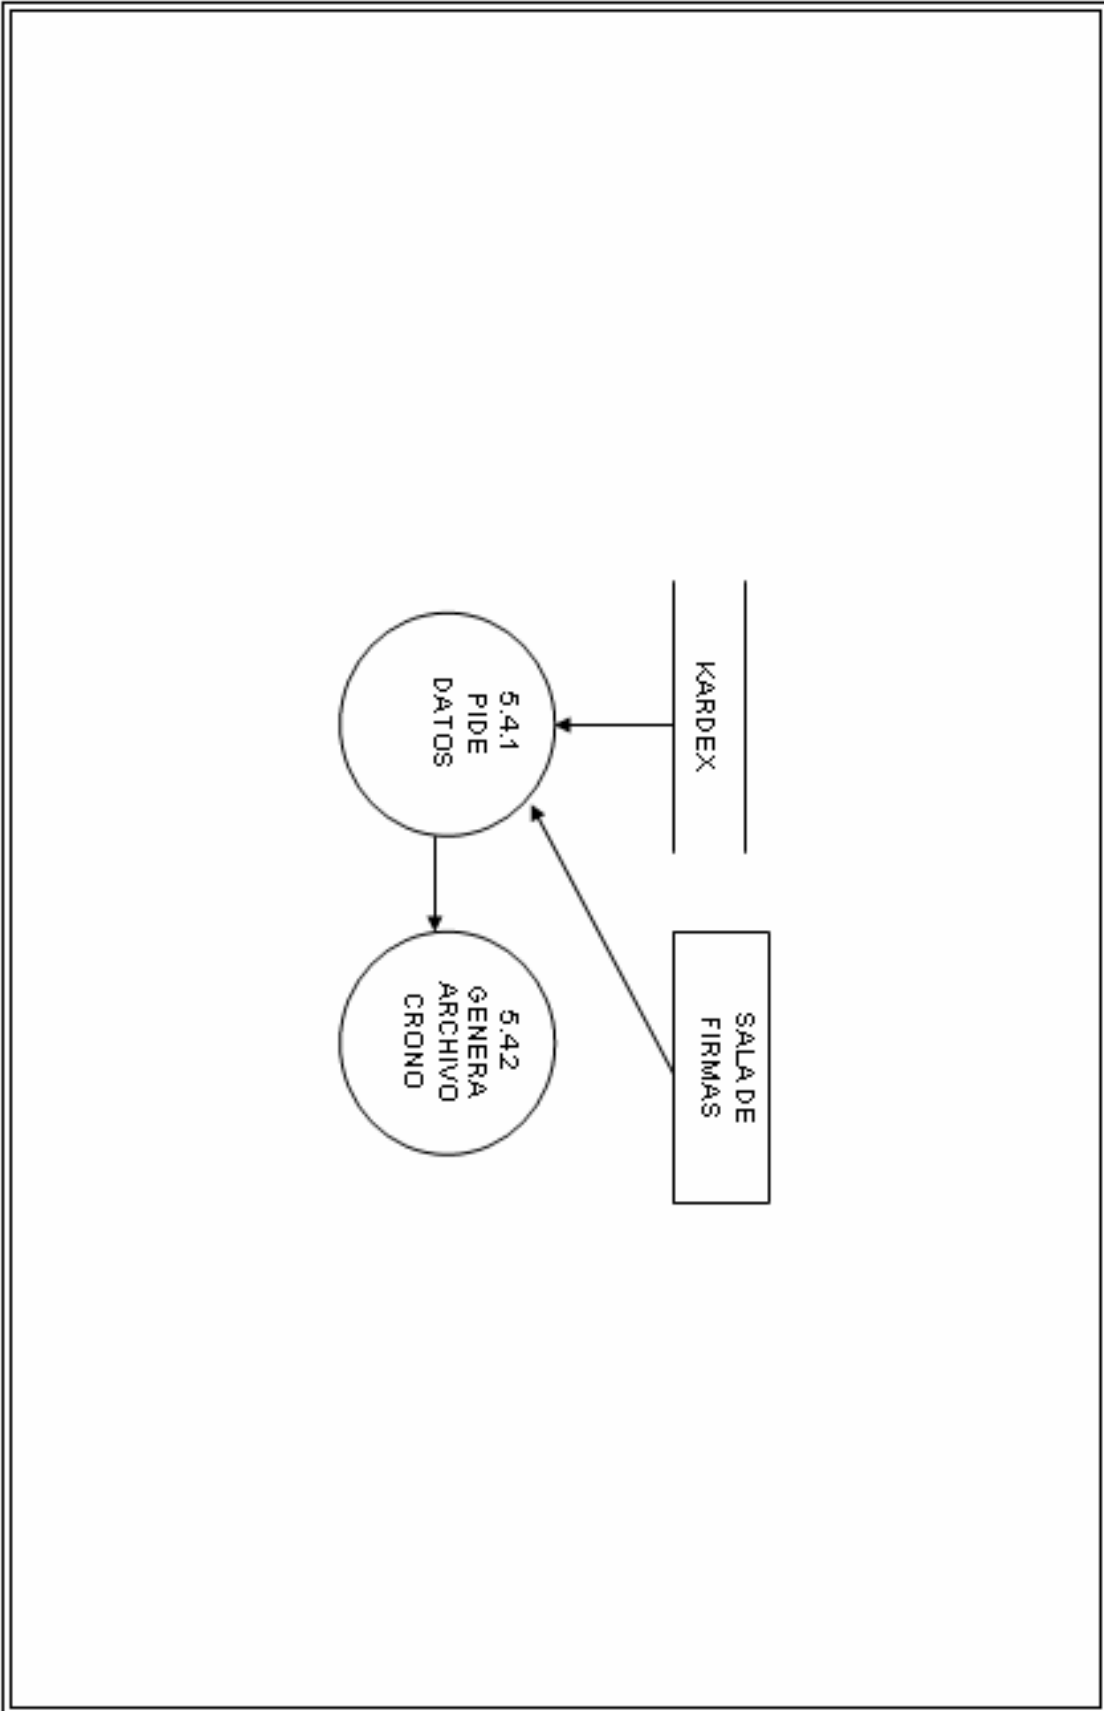 KARDEX
SALA DE
FIRMAS
5.4.1
PIDE
DATOS
5.4.2
GENERA
ARCHIVO
CRONO